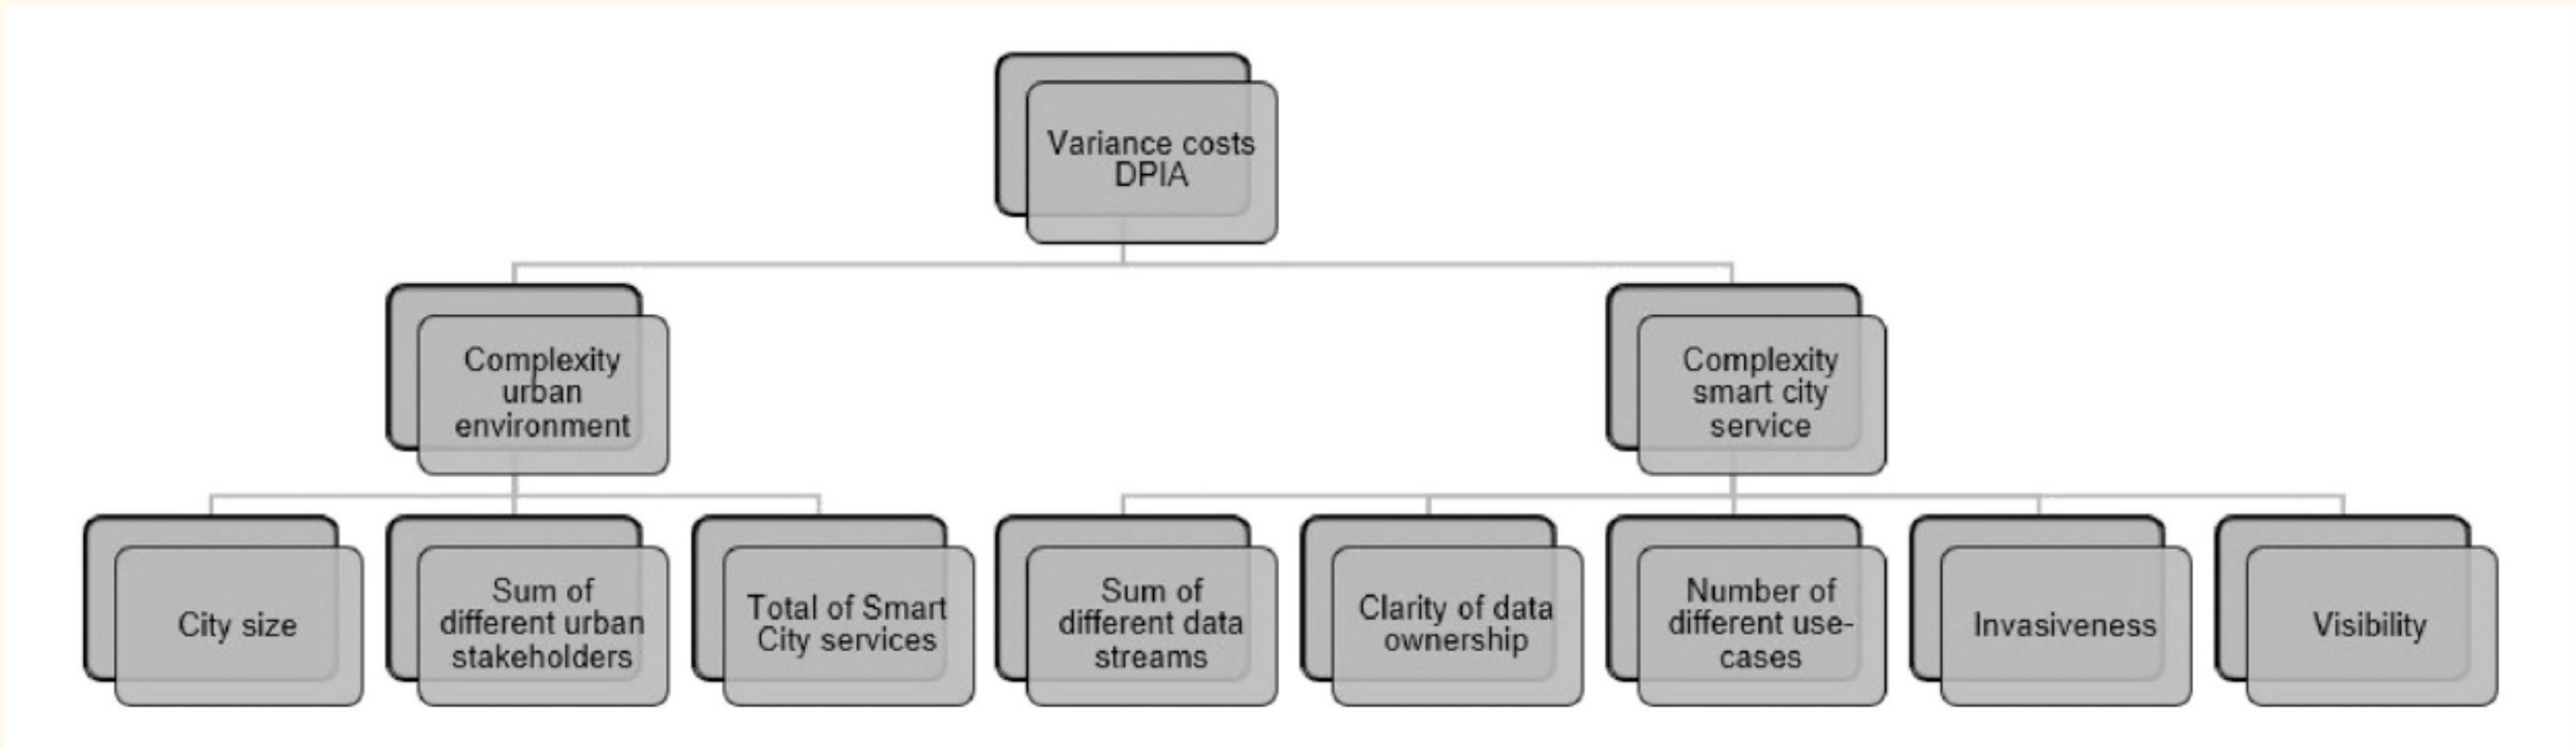 Variance costs
DPIA
Complexity
urban
environment
Complexity
smart city
service
City size
Sum of
different urban
stakeholders
Total of Smart
City services
Sum of
different data
streams
Clarity of data
ownership
Number of
different use-
cases
Invasiveness
Visibility